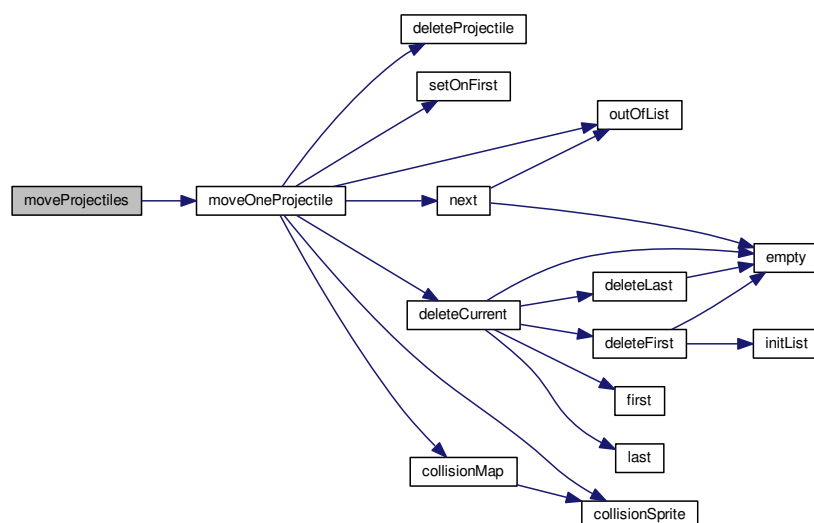 deleteProjectile
setOnFirst
outOfList
moveProjectiles
moveOneProjectile
next
empty
deleteLast
deleteCurrent
deleteFirst
initList
first
last
collisionMap
collisionSprite